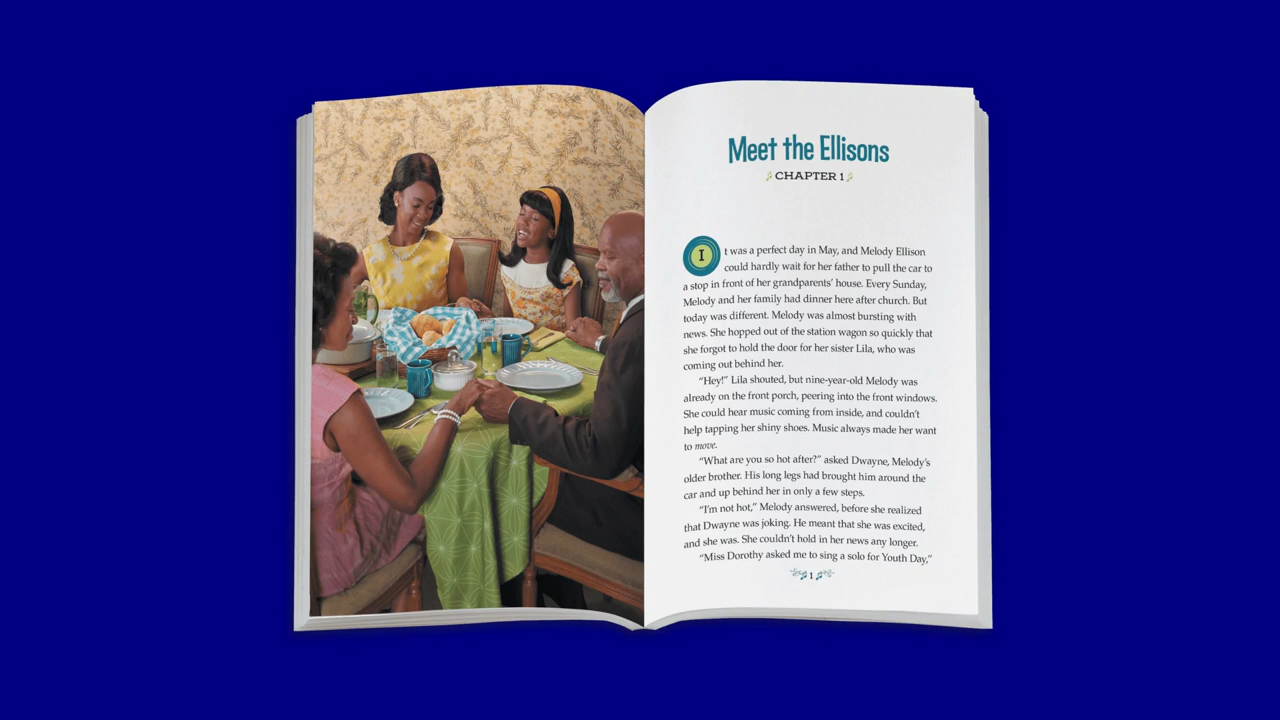 Meet the Ellisons
CHAPTER 1
It was a perfect day in May, and Melody Ellison
could hardly wait for her father to pull the car to
a stop in front of her grandparents’ house. Every Sunday,
Melody and her family had dinner here after church. But
today was different. Melody was almost bursting with
news. She hopped out of the station wagon so quickly that
she forgot to hold the door for her sister Lila, who was
coming out behind her.
“Hey!” Lila shouted, but nine-year-old Melody was
already on the front porch, peering into the front windows.
She could hear music coming from inside, and couldn’t
help tapping her shiny shoes. Music always made her want
to move.
“What are you so hot after?” asked Dwayne, Melody’s
older brother. His long legs had brought him around the
car and up behind her in only a few steps.
“I’m not hot,” Melody answered, before she realized
that Dwayne was joking. He meant that she was excited,
and she was. She couldn’t hold in her news any longer.
“Miss Dorothy asked me to sing a solo for Youth Day,”
1